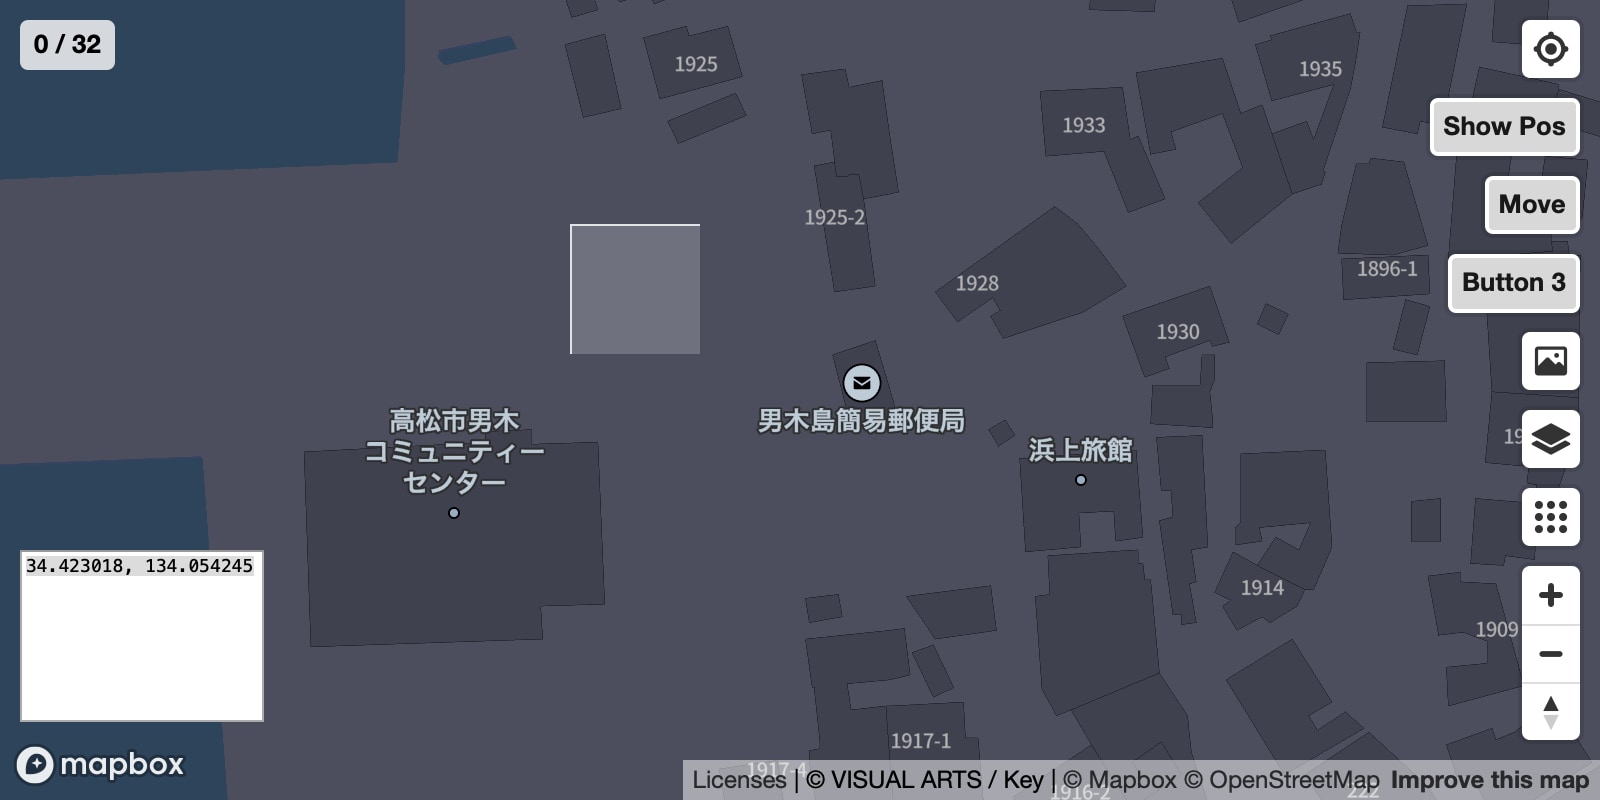 0 / 32
1925
1935
1933
Show Pos
Move
1925-2
1896-1
1928
Button 3
1930
高松市男木
コミュニティー
センター
男木島簡易郵便局
浜上旅館
34.423018, 134.054245
1914
1909
1917-1
1917-4
1916-2
222
mapbox
Licenses | © VISUAL ARTS / Key | © Mapbox © OpenStreetMap Improve this map